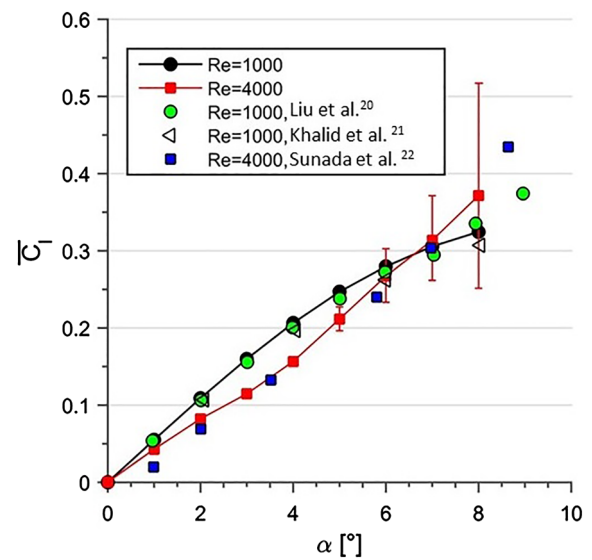 0.6
0.5
0.4
0.3
0.2
0.1
0
C̅l
Re=1000
Re=4000
Re=1000, Liu et al.20
Re=1000, Khalid et al. 21
Re=4000, Sunada et al. 22
0 2 4 6 8 10
α [°]